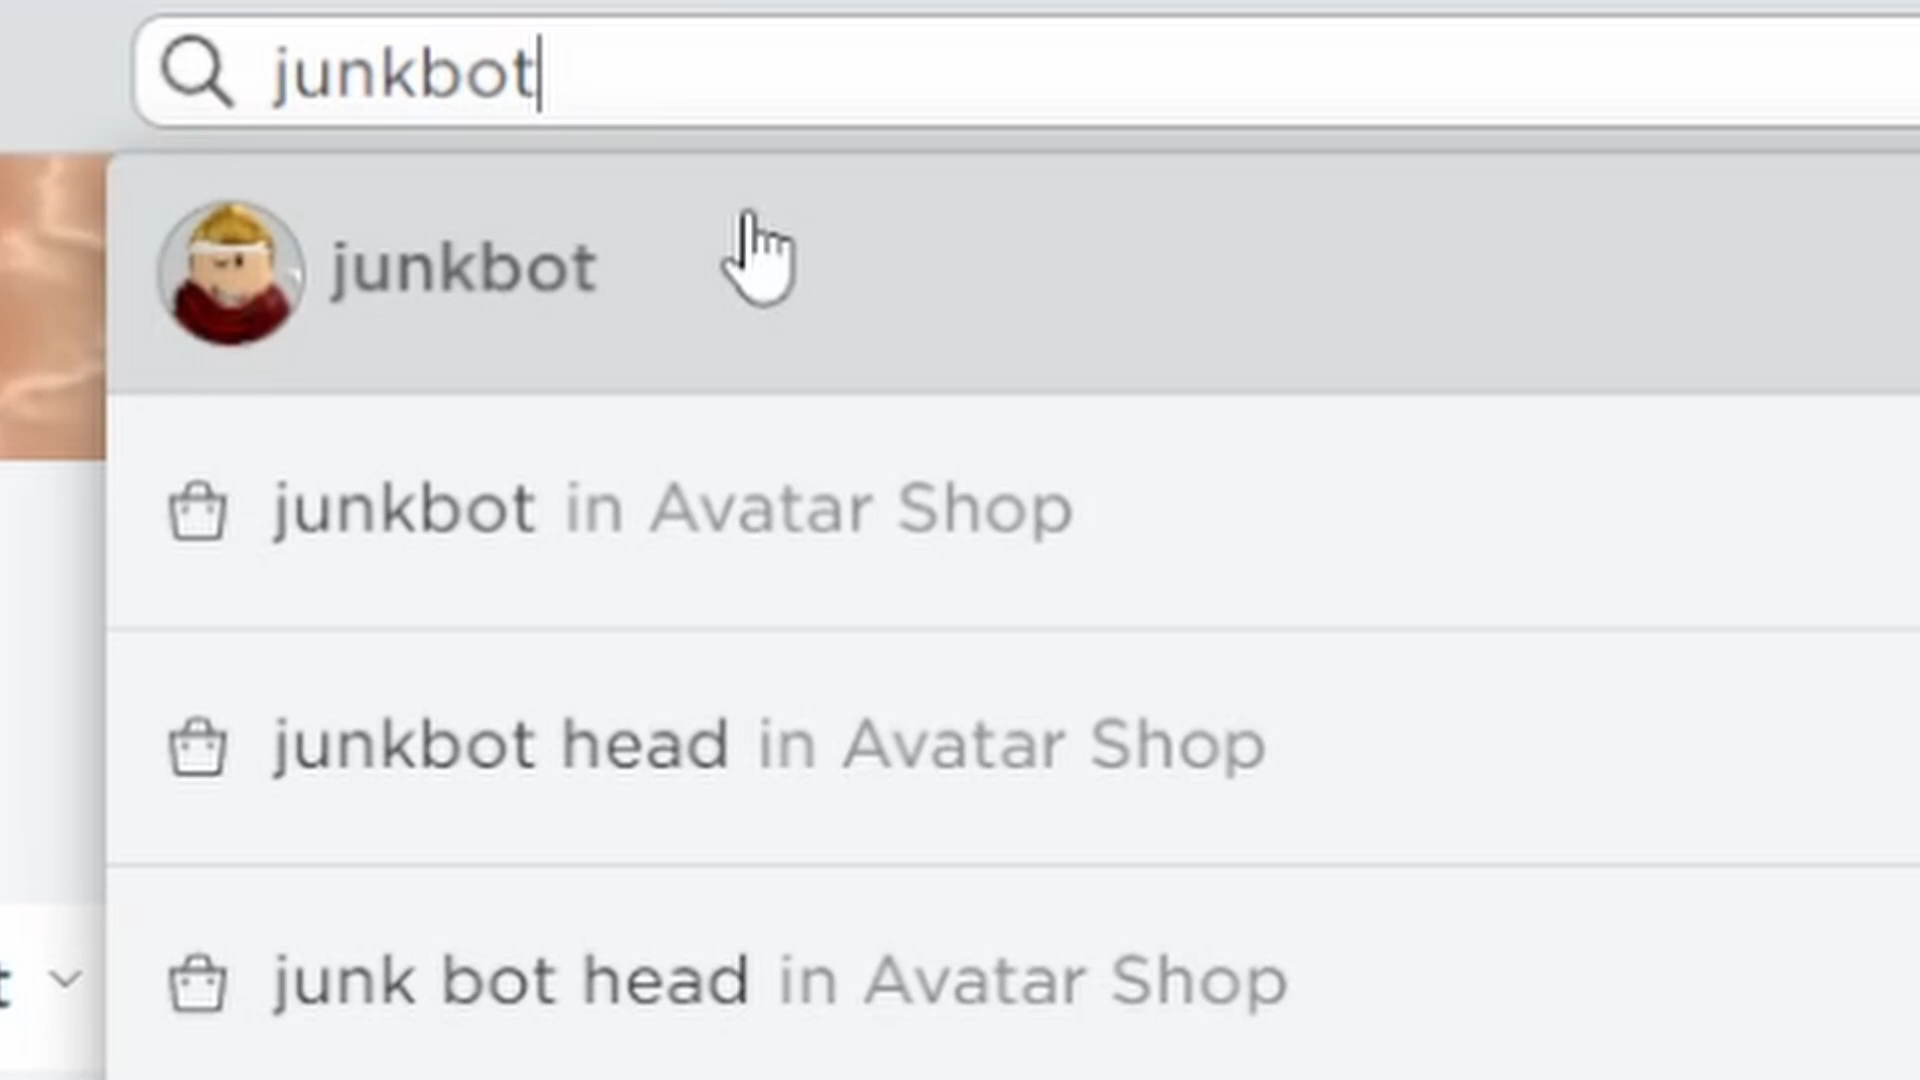 junkbot
junkbot
junkbot in Avatar Shop
junkbot head in Avatar Shop
t
junk bot head in Avatar Shop